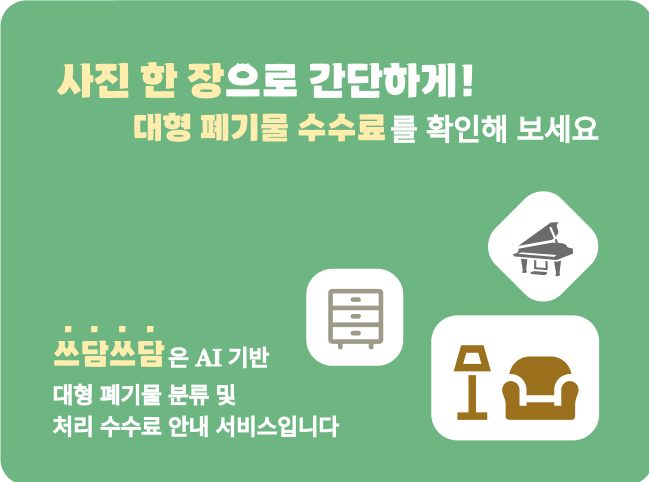 사진 한 장으로 간단하게!
대형 폐기물 수수료를 확인해 보세요
쓰담쓰담은 AI 기반
대형 폐기물 분류 및
처리 수수료 안내 서비스입니다